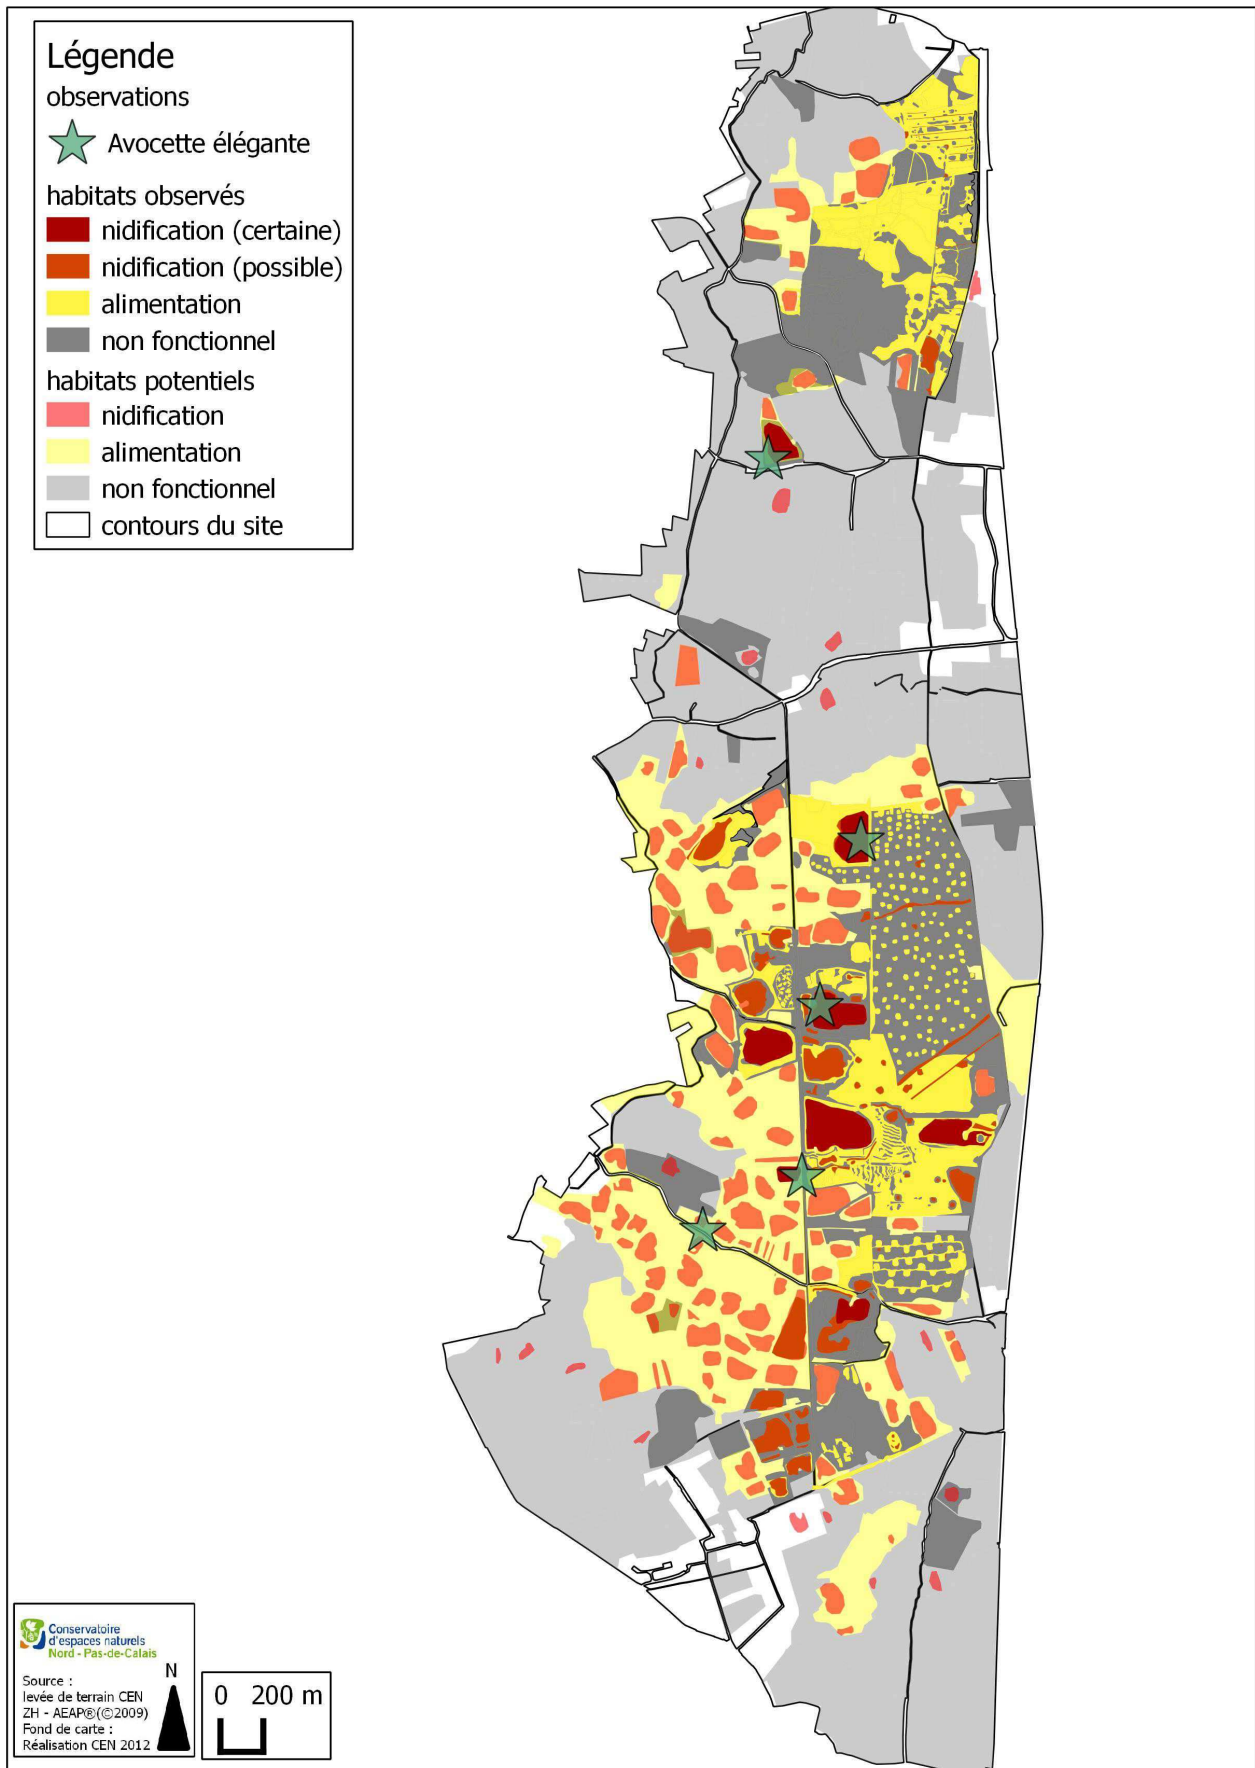 Légende
observations
Avocette élégante
habitats observés
nidification (certaine)
nidification (possible)
alimentation
non fonctionnel
habitats potentiels
nidification
alimentation
non fonctionnel
contours du site
Conservatoire
d'espaces naturels
Nord - Pas-de-Calais
N
Source :
levée de terrain CEN
ZH - AEAP®(©2009)
Fond de carte :
Réalisation CEN 2012
0 200 m